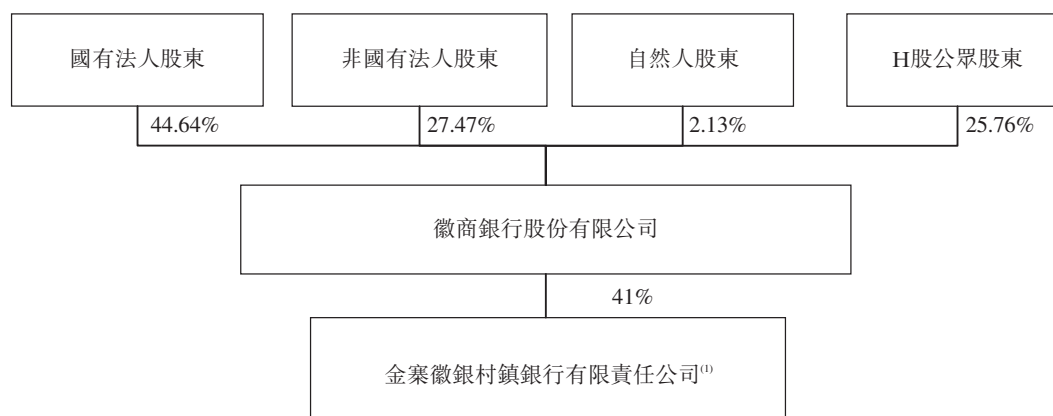 國有法人股東
非國有法人股東
自然人股東
H股公眾股東
44.64%
27.47%
2.13%
25.76%
徽商銀行股份有限公司
41%
金寨徽銀村鎮銀行有限責任公司(1)